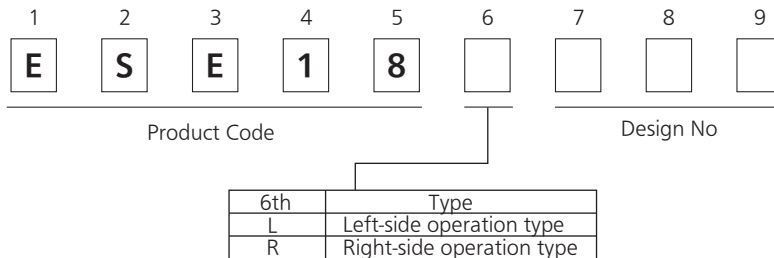 1 2 3 4 5 6 7 8 9
E S E 1 8
Product Code Design No
6th Type
L Left-side operation type
R Right-side operation type